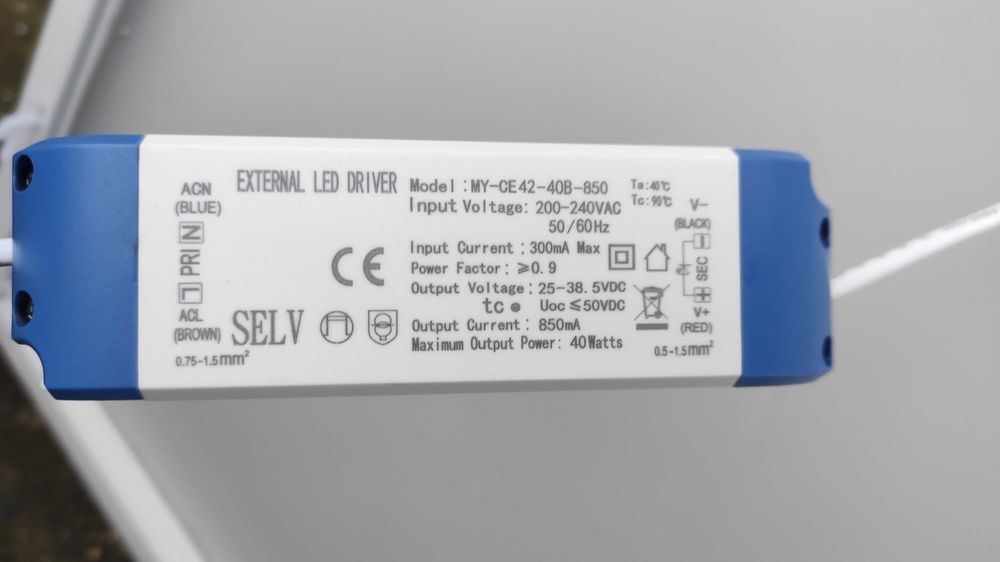 ACN
(BLUE)
N
PRI
L
ACL
(BROWN)
0.75-1.5mm²
EXTERNAL LED DRIVER
CE
SELV
Model :MY-CE42-40B-850
Input Voltage: 200-240VAC
50/60Hz
Input Current : 300mA Max
Power Factor : ≥0.9
Output Voltage : 25-38.5VDC
tc Uoc ≤50VDC
Output Current : 850mA
Maximum Output Power: 40Watts
Ta:40℃
Tc:90℃
V-
(BLACK)
SEC
V+
(RED)
0.5-1.5mm²